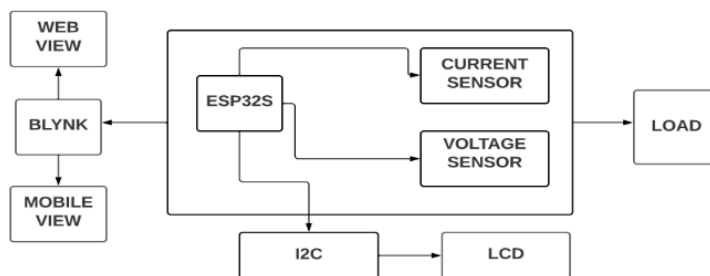 WEB
VIEW
BLYNK
MOBILE
VIEW
ESP32S
CURRENT
SENSOR
VOLTAGE
SENSOR
LOAD
I2C
LCD